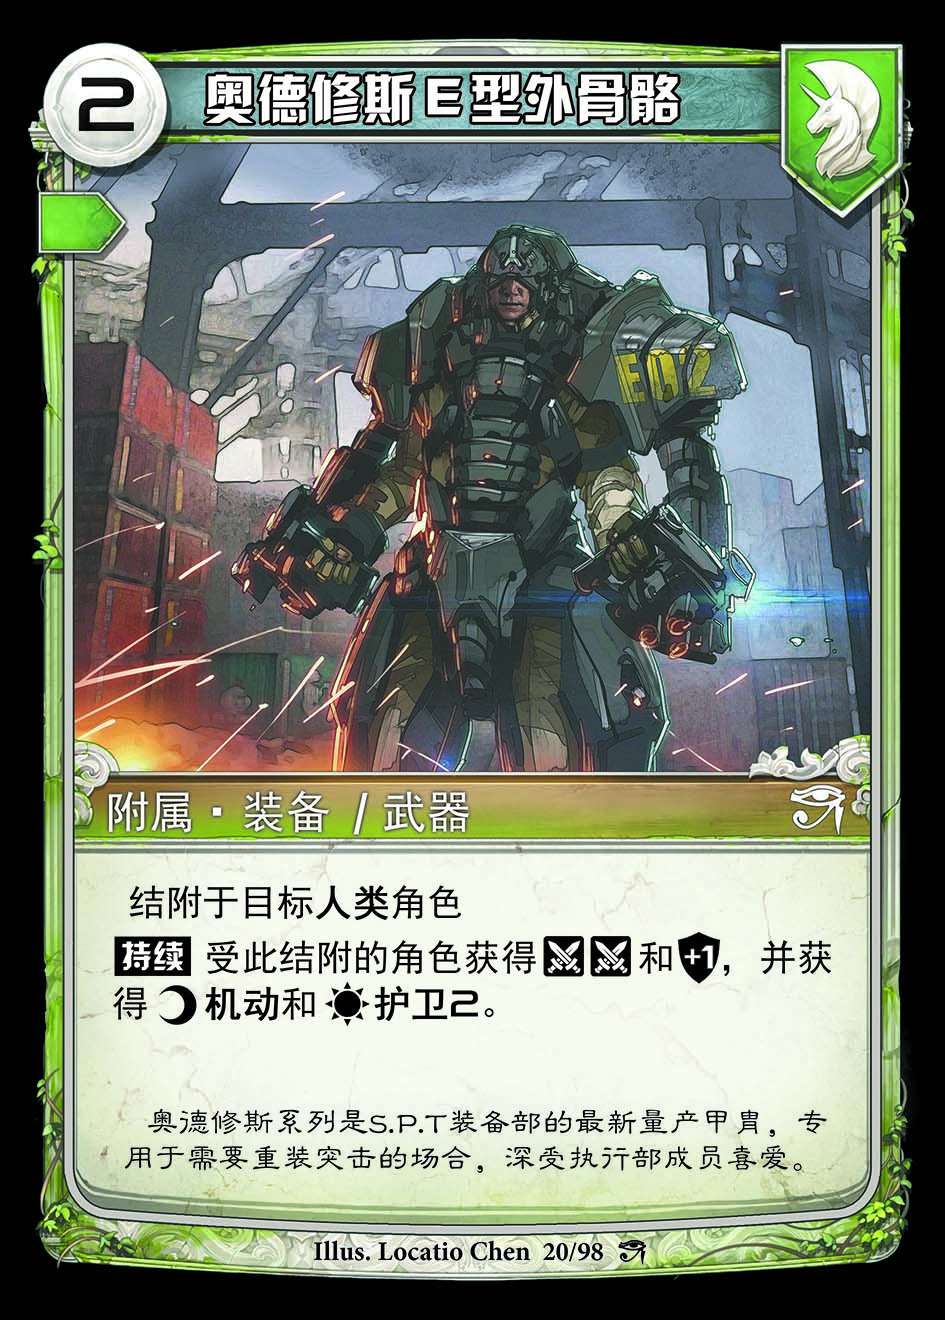 2
奥德修斯E型外骨骼
E02
附属·装备 / 武器
结附于目标人类角色
持续 受此结附的角色获得和+1，并获
得机动和护卫2。
奥德修斯系列是S.P.T装备部的最新量产甲胄，专
用于需要重装突击的场合，深受执行部成员喜爱。
Illus. Locatio Chen 20/98